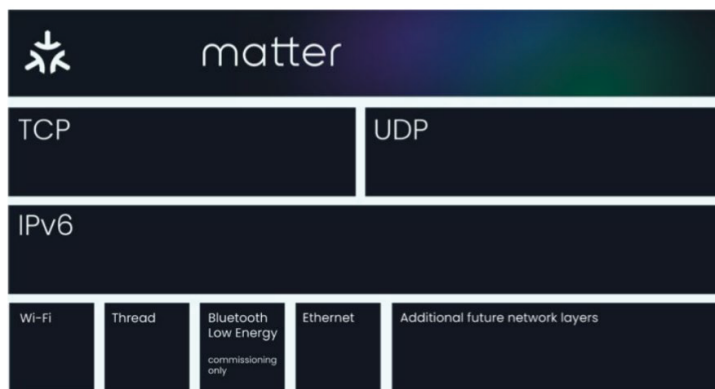 matter
TCP
UDP
IPv6
Wi-Fi
Thread
Bluetooth
Low Energy
commissioning
only
Ethernet
Additional future network layers